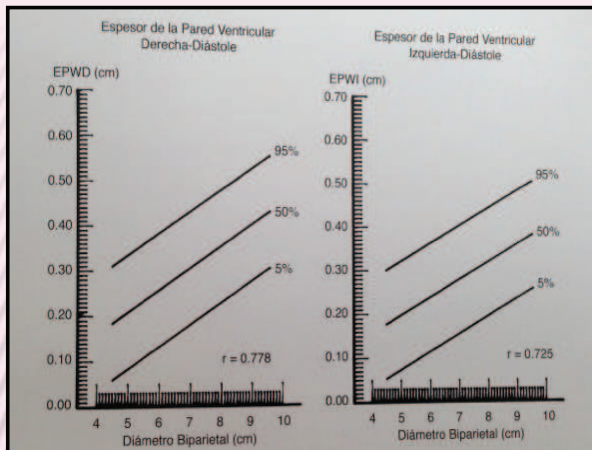 Espesor de la Pared Ventricular
Derecha-Diástole
EPWD (cm)
0.70
0.60
0.50
0.40
0.30
0.20
0.10
0.00
95%
50%
5%
r = 0.778
4 5 6 7 8 9 10
Diámetro Biparietal (cm)
Espesor de la Pared Ventricular
Izquierda-Diástole
EPWI (cm)
0.70
0.60
0.50
0.40
0.30
0.20
0.10
0.00
95%
50%
5%
r = 0.725
4 5 6 7 8 9 10
Diámetro Biparietal (cm)